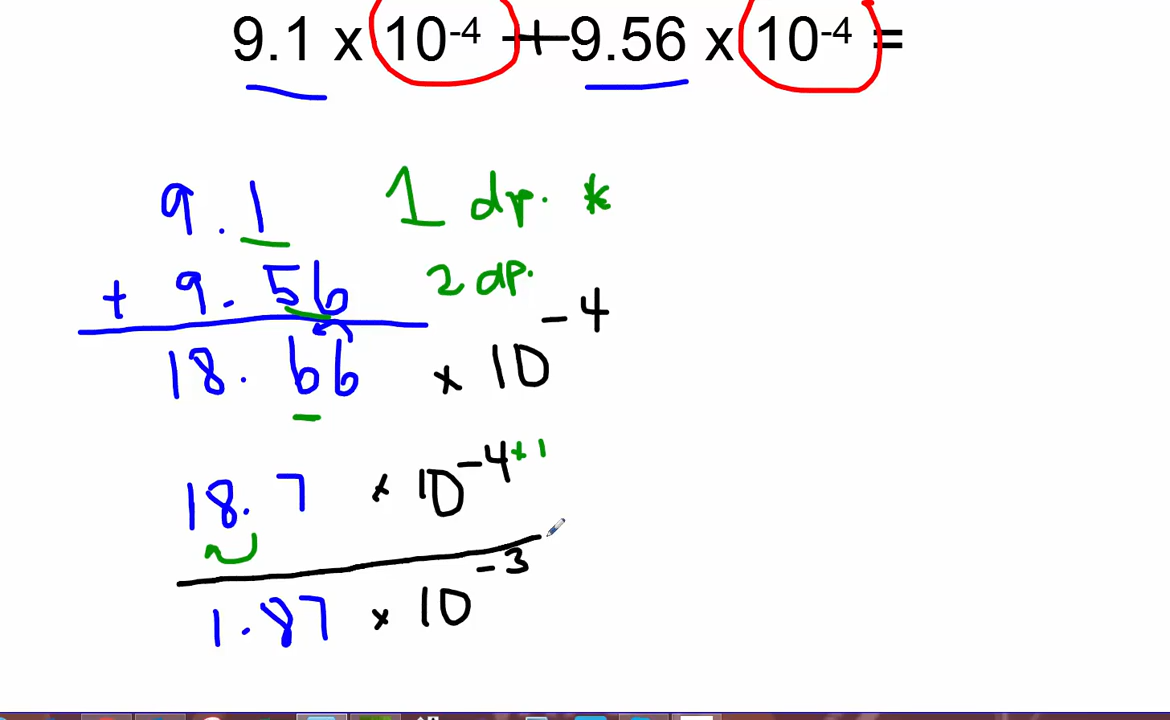 9.1 x 10⁻⁴ + 9.56 x 10⁻⁴ =
9.1 1 dp. *
+ 9.56 2 dp.
18.66 x 10⁻⁴
18.7 x 10⁻⁴⁺¹
1.87 x 10⁻³